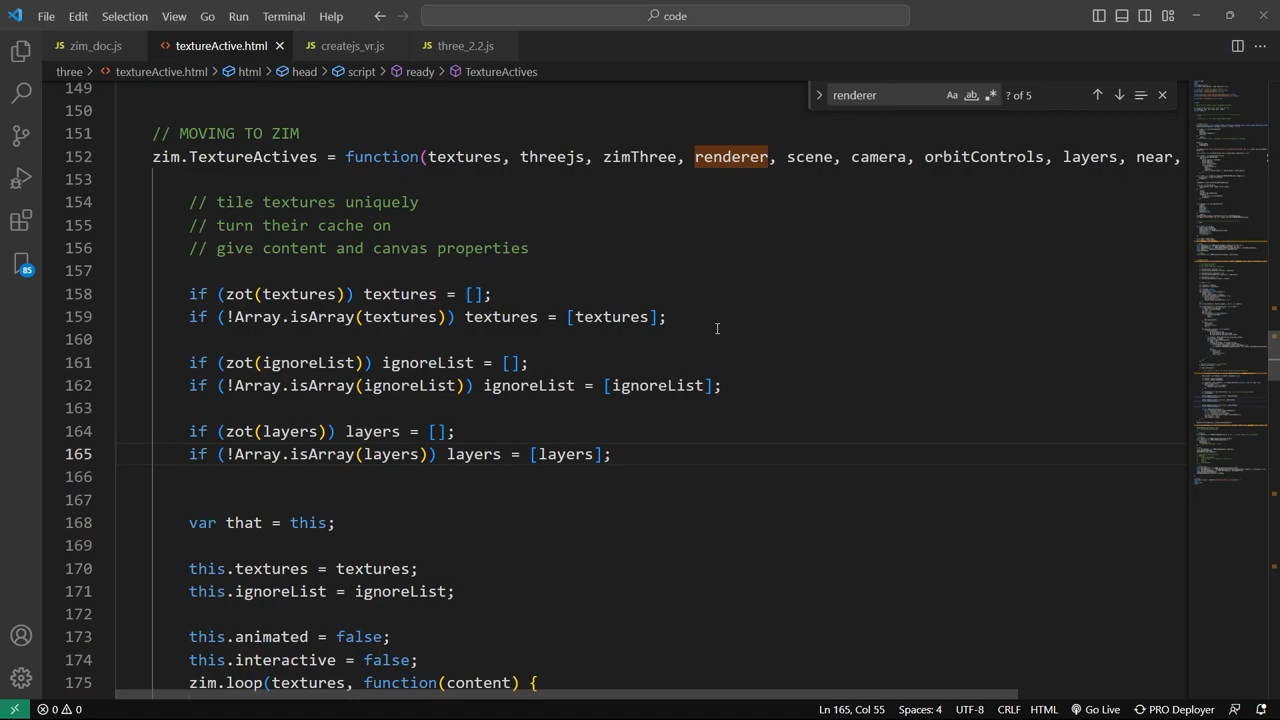 File Edit Selection View Go Run Terminal Help code
JS zim_doc.js <> textureActive.html JS createjs_vr.js JS three_2.2.js
three > <> textureActive.html > html > head > script > ready > TextureActives
renderer Aa ab .* ? of 5
149
150
151 // MOVING TO ZIM
152 zim.TextureActives = function(textures, threejs, zimThree, renderer, scene, camera, orbitControls, layers, near,
153
154 // tile textures uniquely
155 // turn their cache on
156 // give content and canvas properties
157
158 if (zot(textures)) textures = [];
159 if (!Array.isArray(textures)) textures = [textures];
160
161 if (zot(ignoreList)) ignoreList = [];
162 if (!Array.isArray(ignoreList)) ignoreList = [ignoreList];
163
164 if (zot(layers)) layers = [];
165 if (!Array.isArray(layers)) layers = [layers];
166
167
168 var that = this;
169
170 this.textures = textures;
171 this.ignoreList = ignoreList;
172
173 this.animated = false;
174 this.interactive = false;
175 zim.loop(textures, function(content) {
85
0 0 Ln 165, Col 55 Spaces: 4 UTF-8 CRLF HTML Go Live PRO Deployer